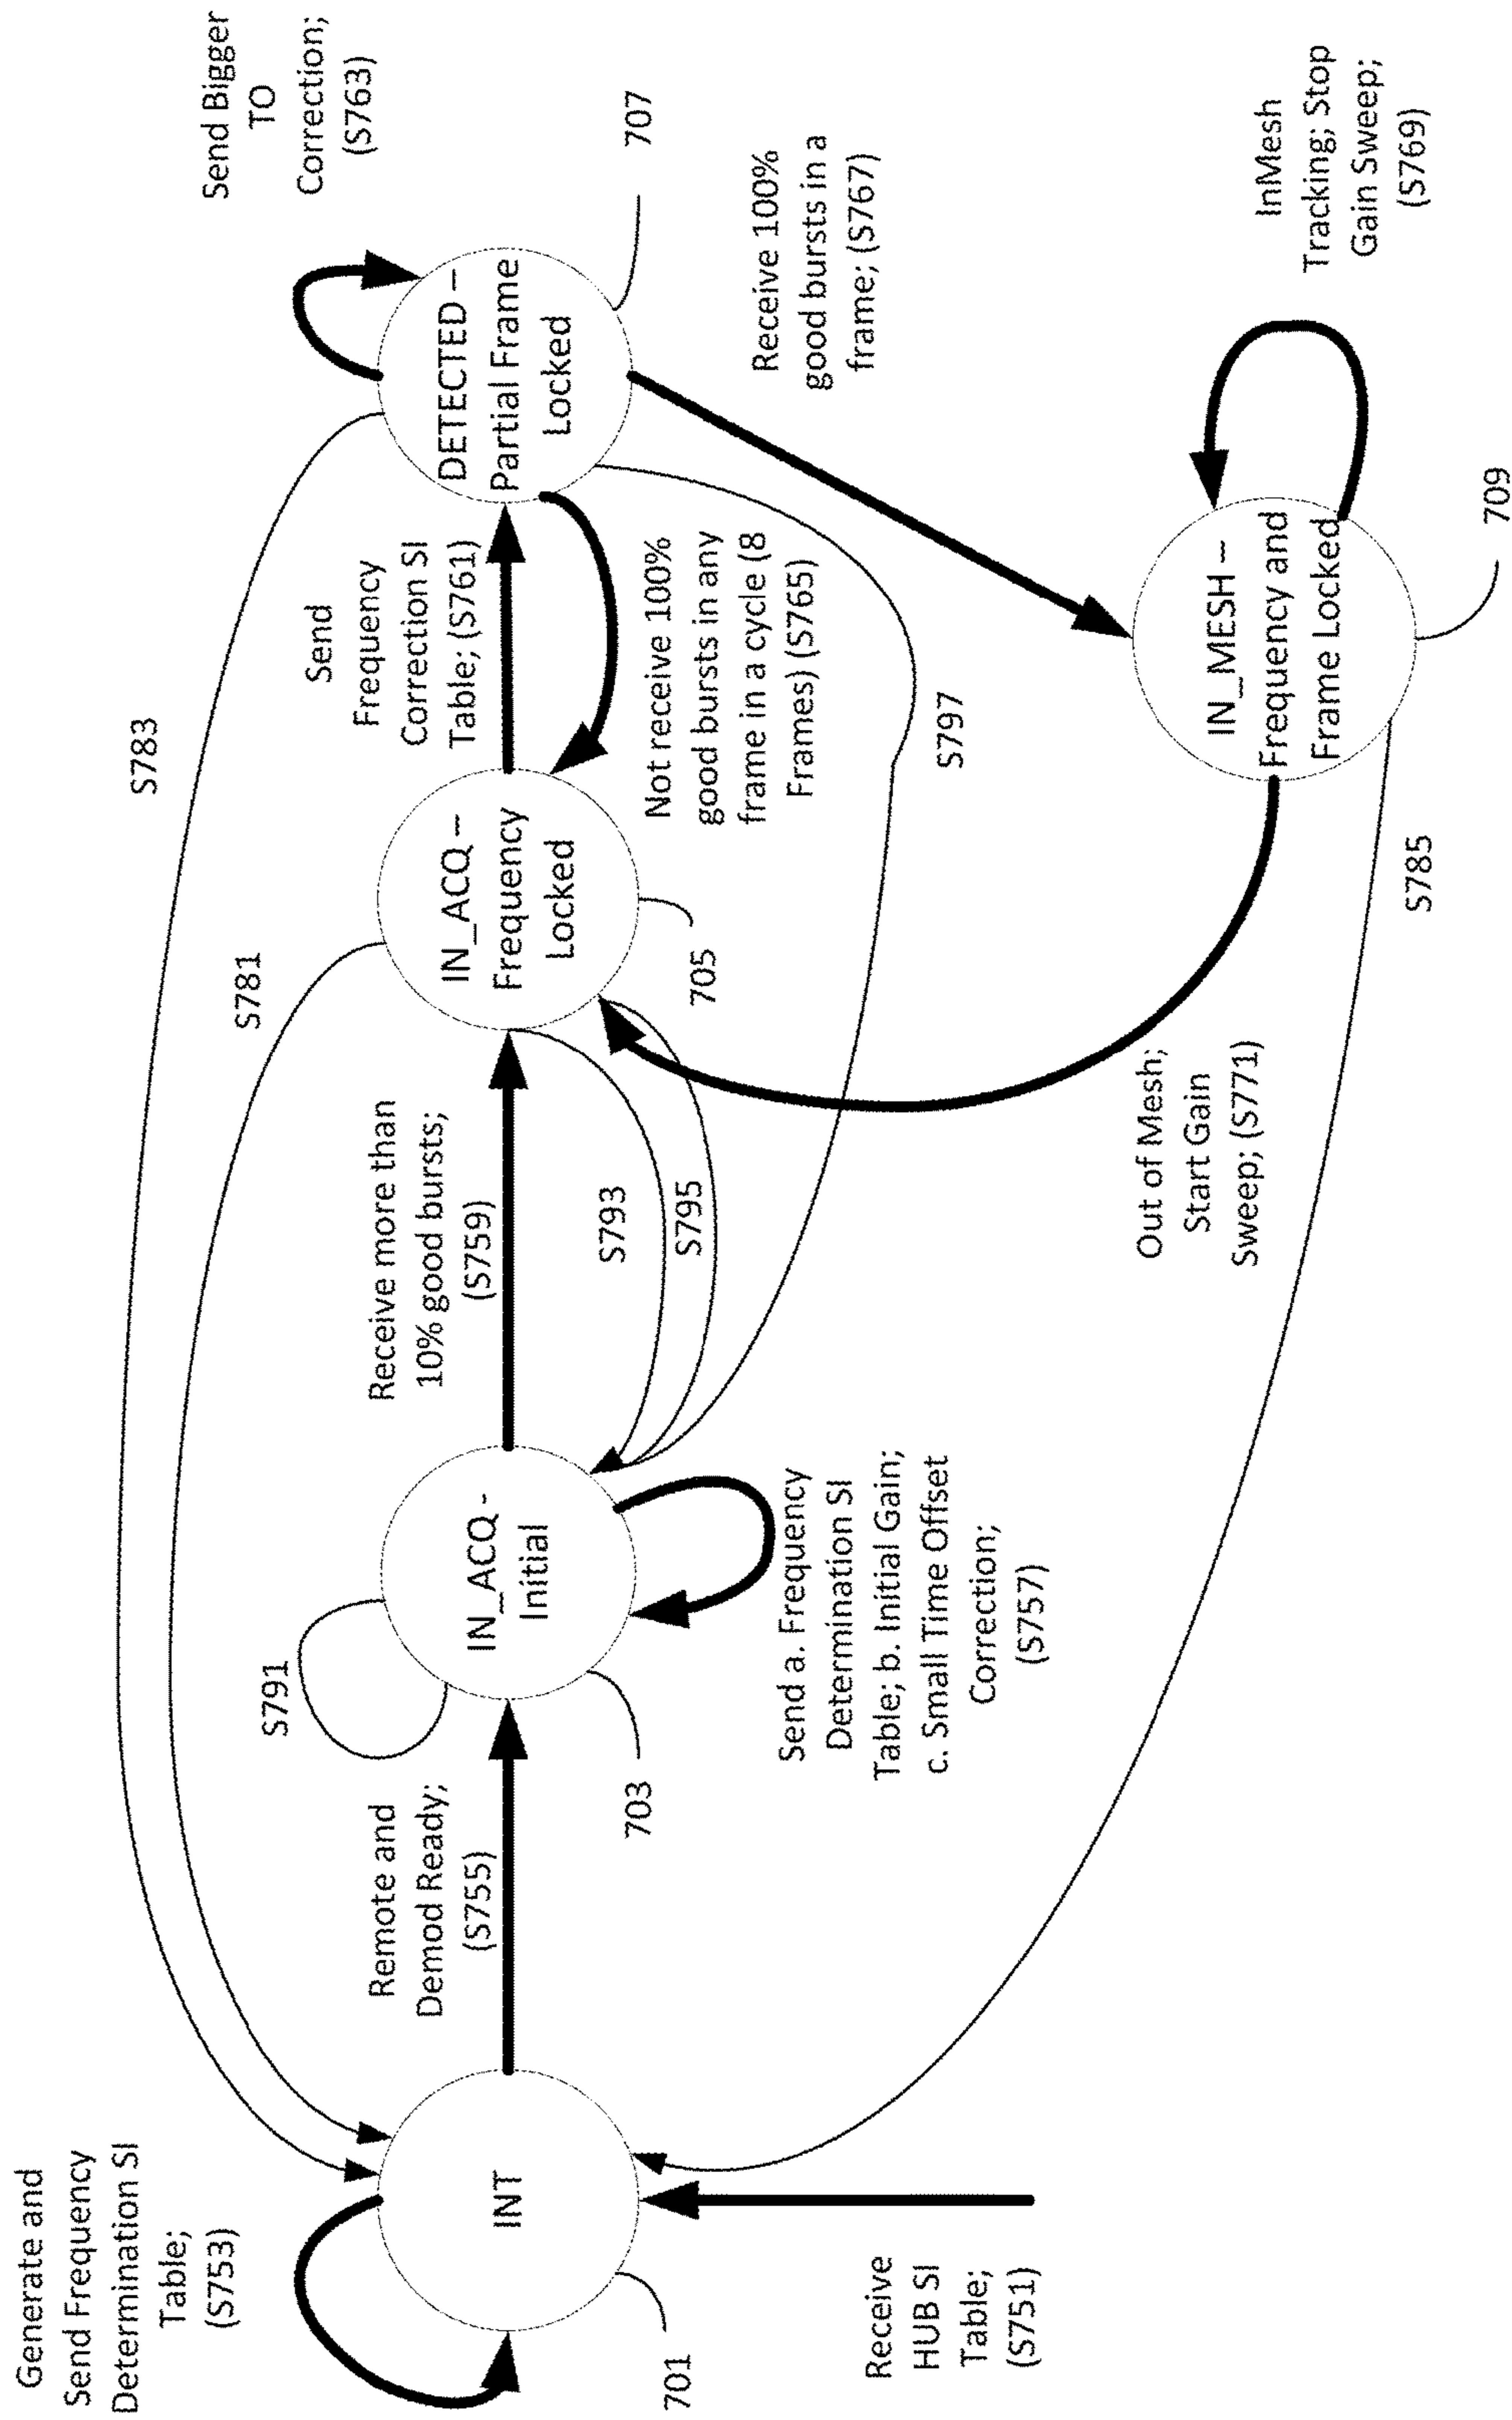 Generate and
Send Frequency
Determination SI
Table;
(S753)
INT
701
Receive
HUB SI
Table;
(S751)
Remote and
Demod Ready;
(S755)
S791
IN_ACQ -
Initial
703
Send a. Frequency
Determination SI
Table; b. Initial Gain;
c. Small Time Offset
Correction;
(S757)
Receive more than
10% good bursts;
(S759)
S793
S795
S781
S783
IN_ACQ –
Frequency
Locked
705
Send
Frequency
Correction SI
Table; (S761)
Not receive 100%
good bursts in any
frame in a cycle (8
Frames) (S765)
S797
DETECTED –
Partial Frame
Locked
707
Send Bigger
TO
Correction;
(S763)
Receive 100%
good bursts in a
frame; (S767)
Out of Mesh;
Start Gain
Sweep; (S771)
S785
IN_MESH –
Frequency and
Frame Locked
709
InMesh
Tracking; Stop
Gain Sweep;
(S769)